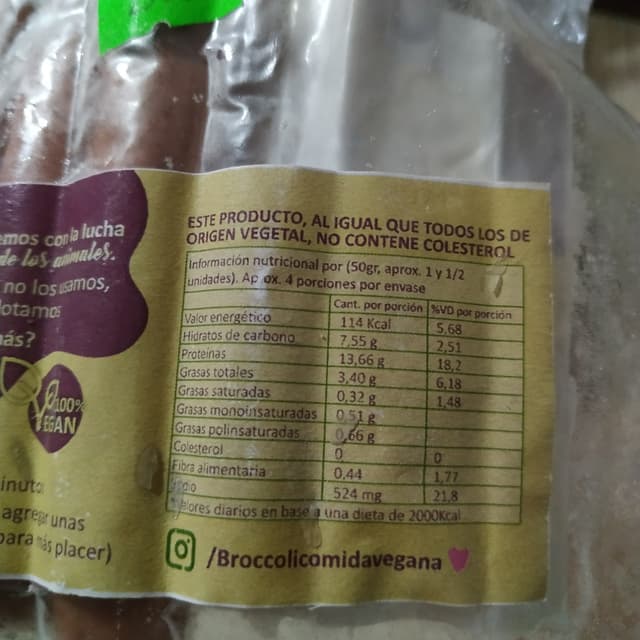 emos con la lucha
de los animales.
no los usamos,
lotamos
ás?
100%
EGAN
inuto
agregar unas
para más placer)
ESTE PRODUCTO, AL IGUAL QUE TODOS LOS DE
ORIGEN VEGETAL, NO CONTENE COLESTEROL
Información nutricional por (50gr, aprox. 1 y 1/2
unidades). Aprox. 4 porciones por envase
Cant. por porción %VD por porción
Valor energético 114 Kcal 5,68
Hidratos de carbono 7,55 g 2,51
Proteínas 13,66 g 18,2
Grasas totales 3,40 g 6,18
Grasas saturadas 0,32 g 1,48
Grasas monoinsaturadas 0,51 g
Grasas polinsaturadas 0,66 g
Colesterol 0 0
Fibra alimentaria 0,44 1,77
Sodio 524 mg 21,8
Valores diarios en base a una dieta de 2000Kcal
/Broccolicomidavegana